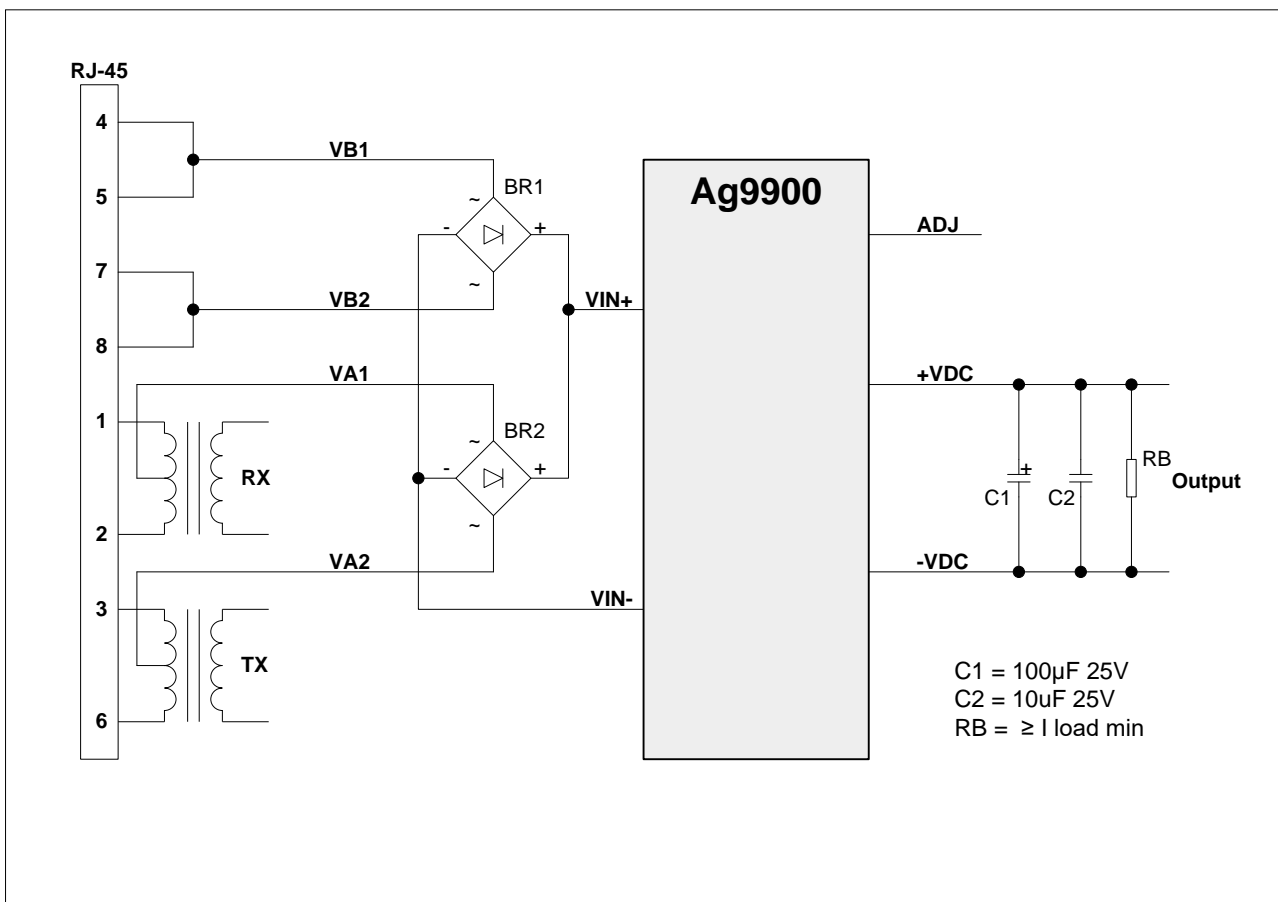 RJ-45
4
5
7
8
1
2
3
6
VB1
VB2
VA1
VA2
RX
TX
BR1
~
-
+
~
BR2
~
-
+
~
VIN+
VIN-
Ag9900
ADJ
+VDC
-VDC
+
C1
C2
RB
Output
C1 = 100µF 25V
C2 = 10uF 25V
RB = ≥ I load min